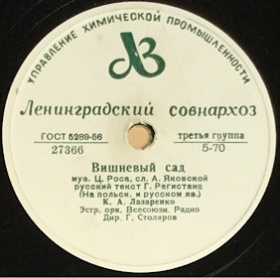 УПРАВЛЕНИЕ ХИМИЧЕСКОЙ ПРОМЫШЛЕННОСТИ
ЛЗ
Ленинградский совнархоз
ГОСТ 5289-56 третья группа
27366 5-70
Вишневый сад
муз. Ц. Роса, сл. А. Яковской
русский текст Г. Регистана
(На польск. и русском яз.)
К. А. Лазаренко
Эстр. орк. Всесоюзн. Радио
Дир. Г. Столяров